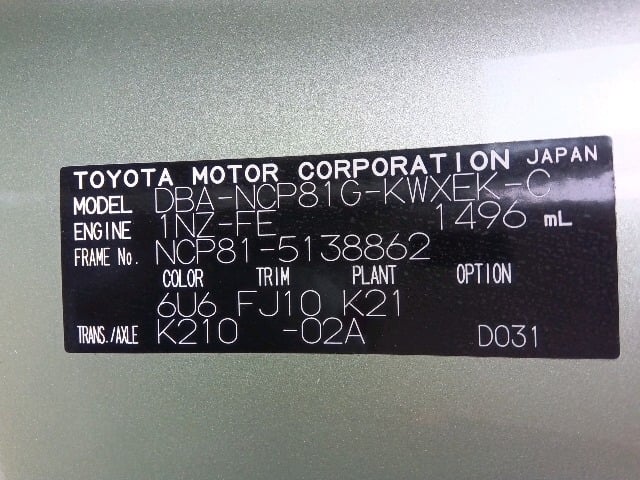 TOYOTA MOTOR CORPORATION JAPAN
MODEL DBA-NCP81G-KWXEK-C
ENGINE 1NZ-FE 1496 mL
FRAME No. NCP81-5138862
COLOR TRIM PLANT OPTION
6U6 FJ10 K21
TRANS./AXLE K210 -02A D031